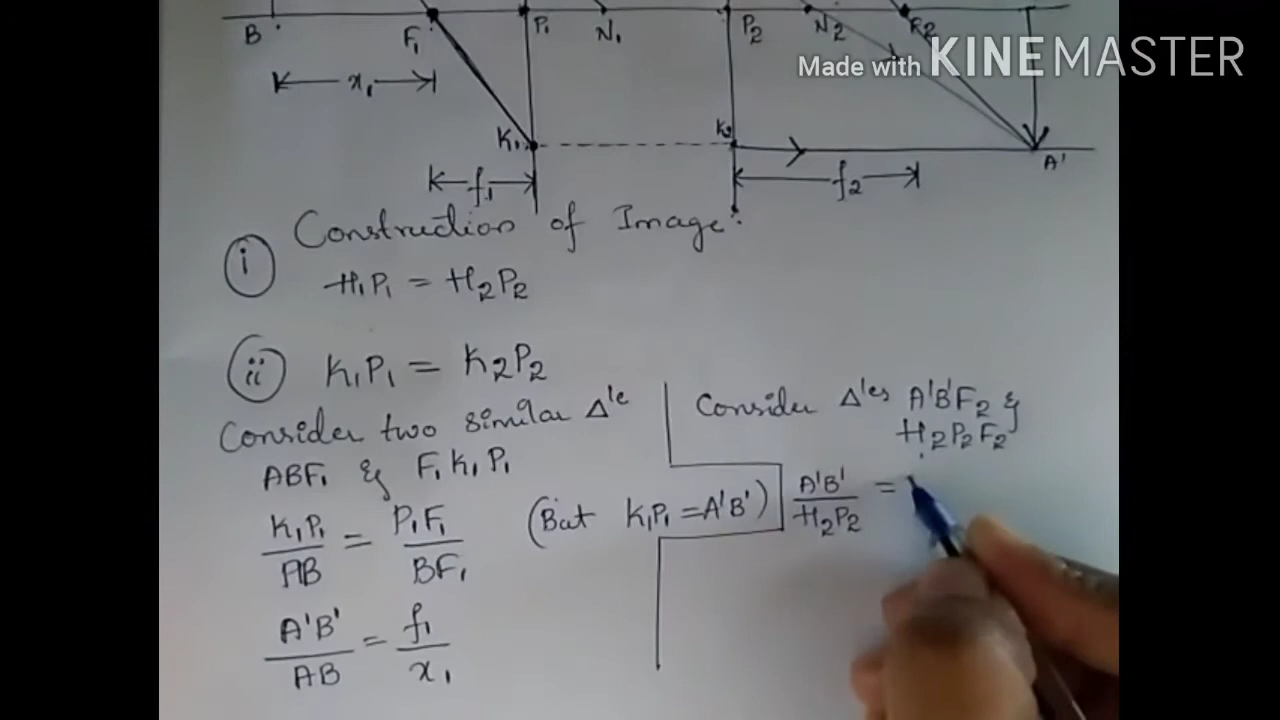 B F₁ P₁ N₁ P₂ N₂ F₂
Made with KINEMASTER
x₁
K₁ K₂
A'
f₁ f₂
i Construction of Image:
H₁P₁ = H₂P₂
ii K₁P₁ = K₂P₂
Consider two similar Δ'le
ABF₁ & F₁K₁P₁
K₁P₁/AB = P₁F₁/BF₁ (But K₁P₁ = A'B')
A'B'/AB = f₁/x₁
Consider Δ'les A'B'F₂ &
H₂P₂F₂
A'B'/H₂P₂ =